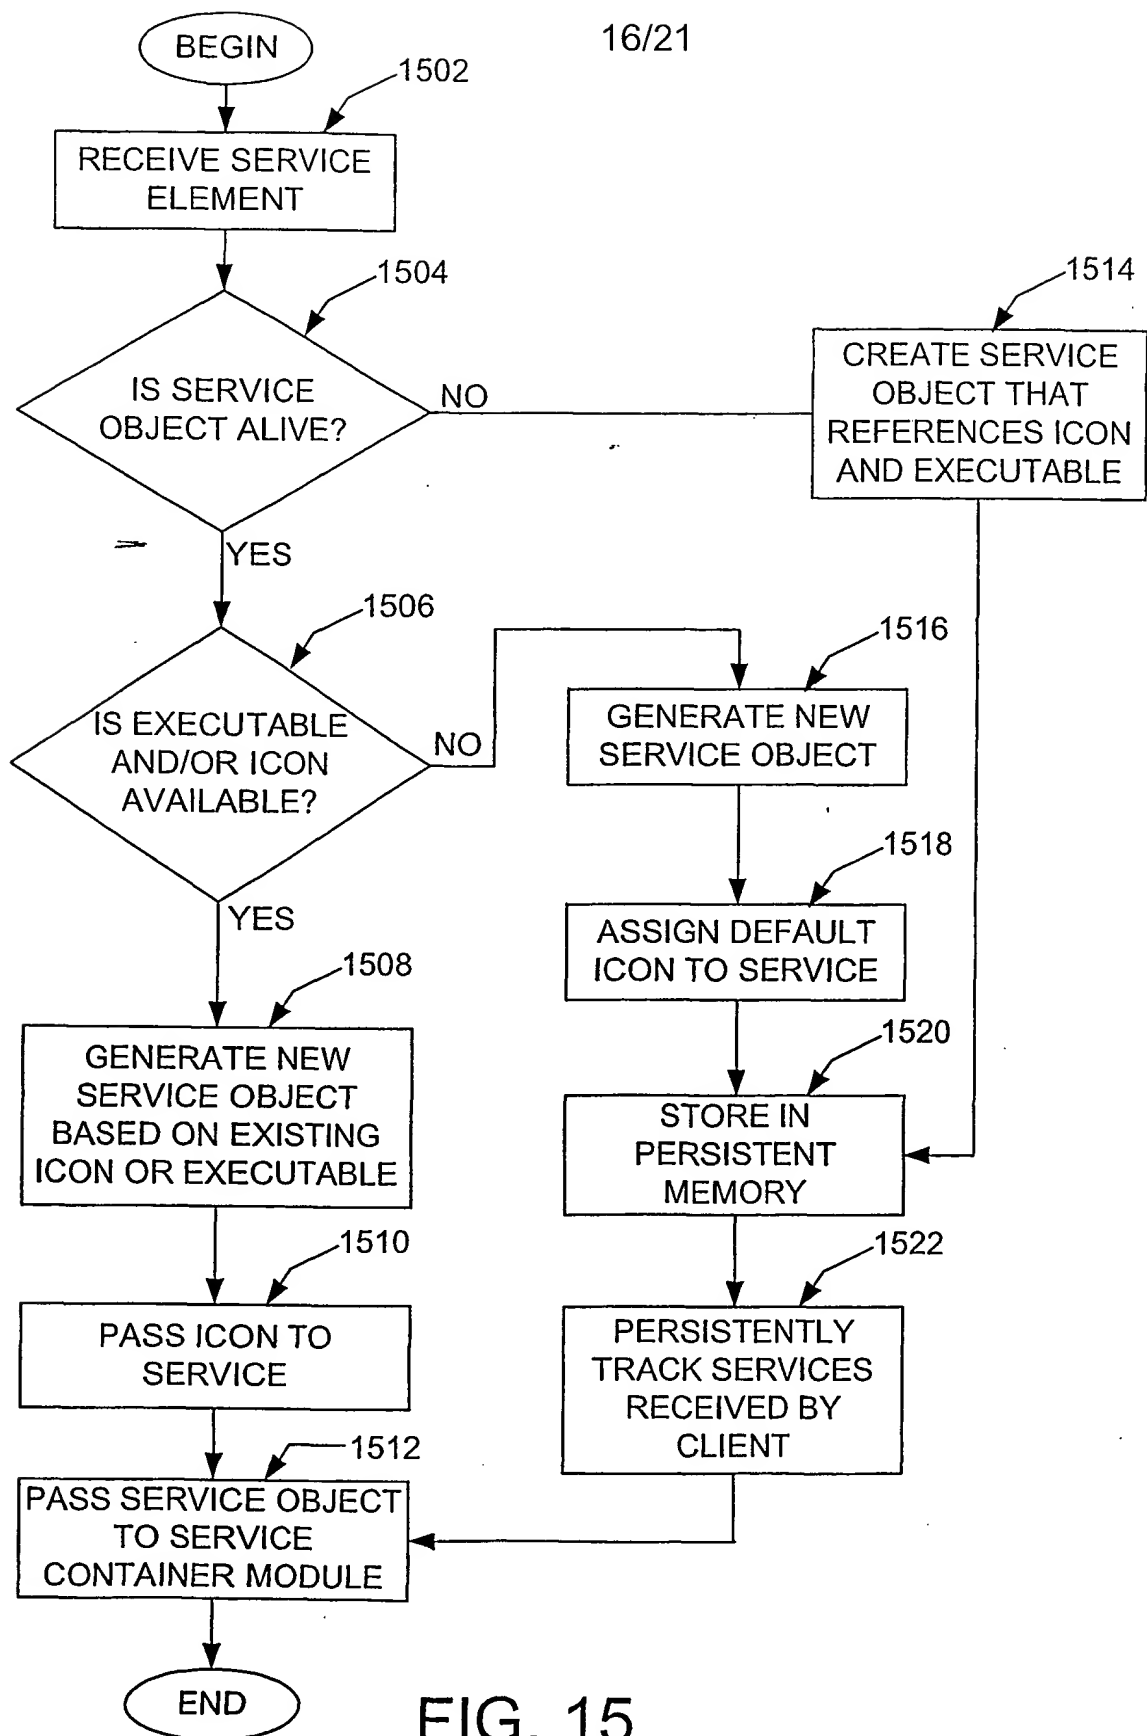 16/21
BEGIN
1502
RECEIVE SERVICE
ELEMENT
1504
IS SERVICE
OBJECT ALIVE?
NO
YES
1514
CREATE SERVICE
OBJECT THAT
REFERENCES ICON
AND EXECUTABLE
1506
IS EXECUTABLE
AND/OR ICON
AVAILABLE?
NO
YES
1516
GENERATE NEW
SERVICE OBJECT
1518
ASSIGN DEFAULT
ICON TO SERVICE
1508
GENERATE NEW
SERVICE OBJECT
BASED ON EXISTING
ICON OR EXECUTABLE
1520
STORE IN
PERSISTENT
MEMORY
1510
PASS ICON TO
SERVICE
1522
PERSISTENTLY
TRACK SERVICES
RECEIVED BY
CLIENT
1512
PASS SERVICE OBJECT
TO SERVICE
CONTAINER MODULE
END
FIG. 15